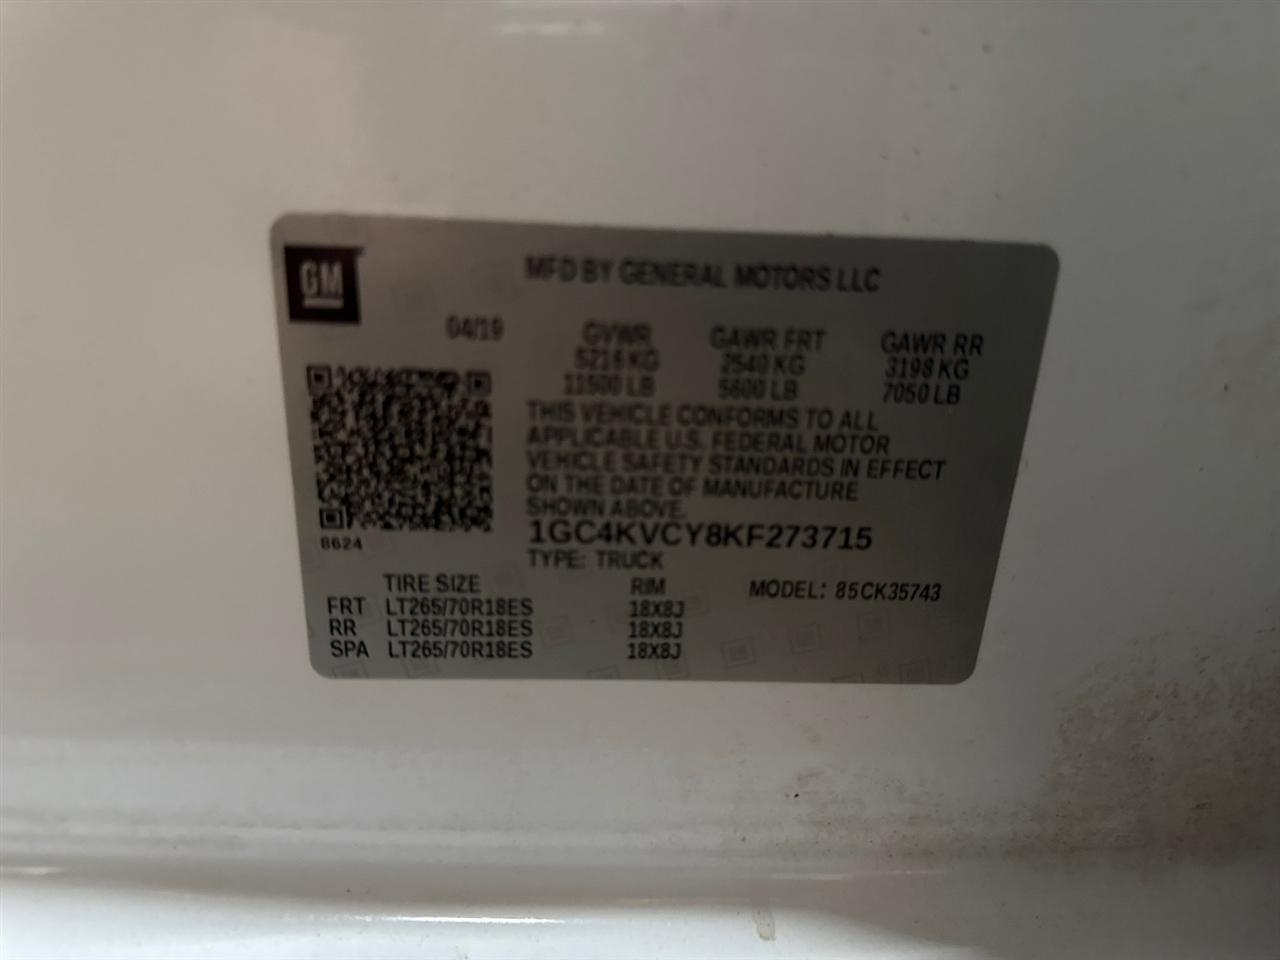 GM
MFD BY GENERAL MOTORS LLC
04/19 GVWR GAWR FRT GAWR RR
5216 KG 2540 KG 3198 KG
11500 LB 5600 LB 7050 LB
THIS VEHICLE CONFORMS TO ALL
APPLICABLE U.S. FEDERAL MOTOR
VEHICLE SAFETY STANDARDS IN EFFECT
ON THE DATE OF MANUFACTURE
SHOWN ABOVE.
8624
1GC4KVCY8KF273715
TYPE: TRUCK
TIRE SIZE RIM MODEL: 85CK35743
FRT LT265/70R18ES 18X8J
RR LT265/70R18ES 18X8J
SPA LT265/70R18ES 18X8J